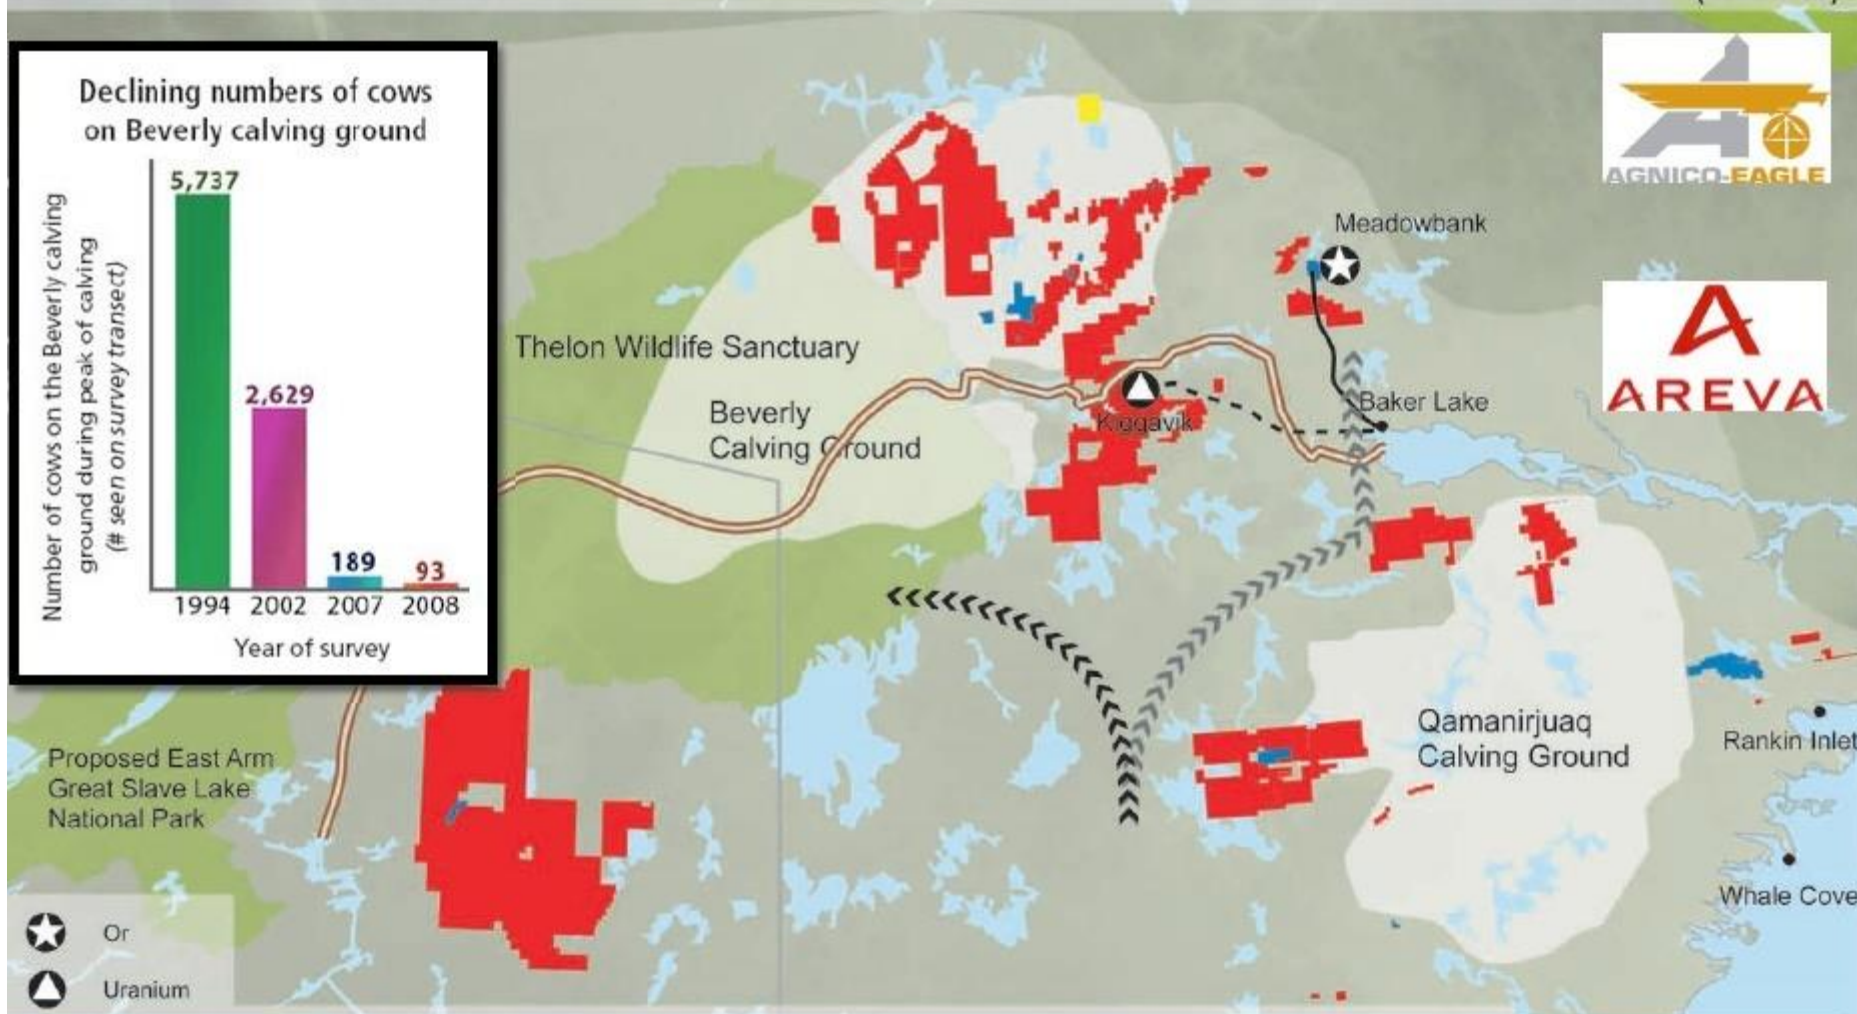 Declining numbers of cows
on Beverly calving ground
Number of cows on the Beverly calving
ground during peak of calving
(# seen on survey transect)
5,737
2,629
189
93
1994 2002 2007 2008
Year of survey
AGNICO-EAGLE
AREVA
Meadowbank
Thelon Wildlife Sanctuary
Baker Lake
Beverly
Calving Ground
Kiggavik
Qamanirjuaq
Calving Ground
Rankin Inlet
Proposed East Arm
Great Slave Lake
National Park
Whale Cove
Or
Uranium